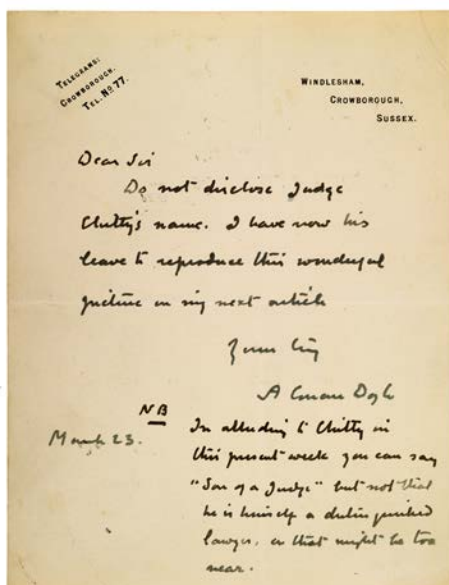 TELEGRAMS:
CROWBOROUGH.
TEL. No 77.
WINDLESHAM,
CROWBOROUGH,
SUSSEX.
Dear Sir
Do not disclose Judge
Chitty's name. I have now his
leave to reproduce this wonderful
picture in my next article
Yours
A Conan Doyle
NB
March 23.
In alluding to Chitty in
this present week you can say
"Son of a Judge" but not that
he is himself a distinguished
lawyer, or that might be too
near.